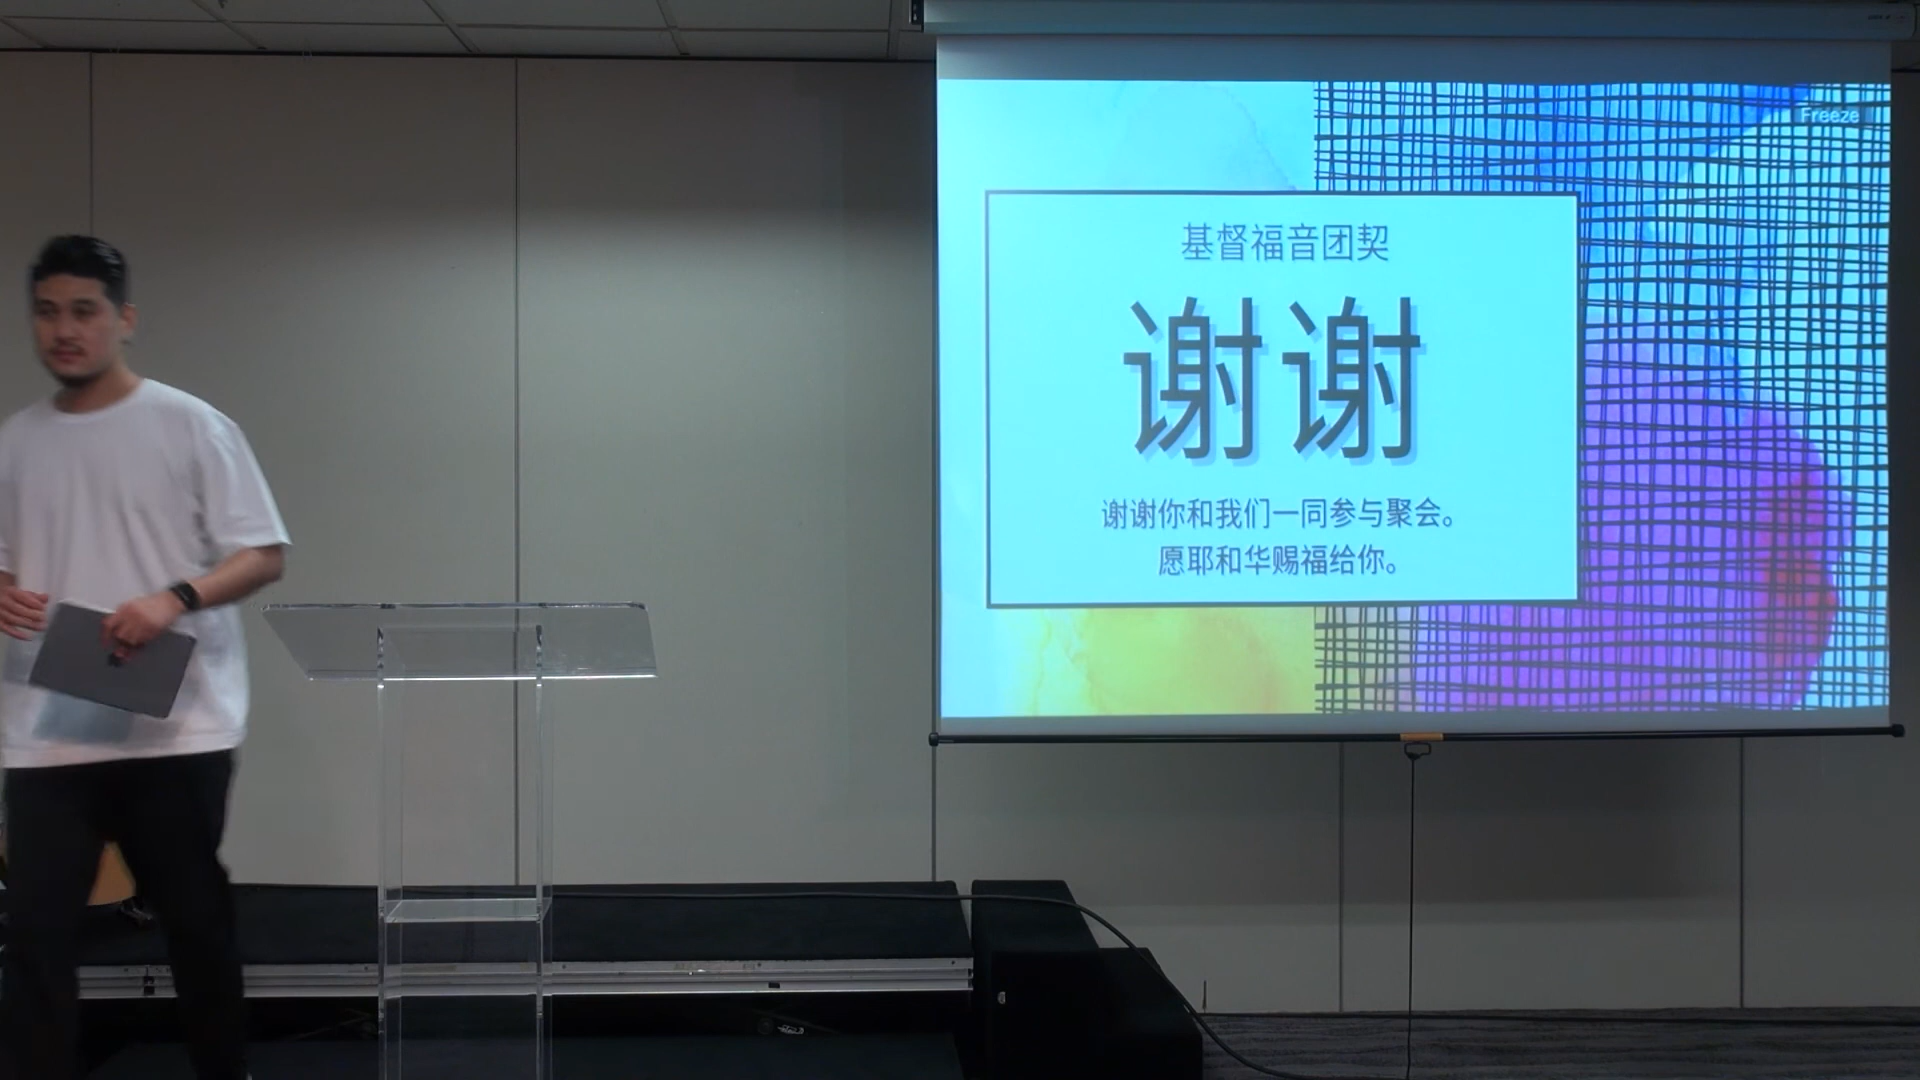 Freeze
基督福音团契
谢谢
谢谢你和我们一同参与聚会。
愿耶和华赐福给你。